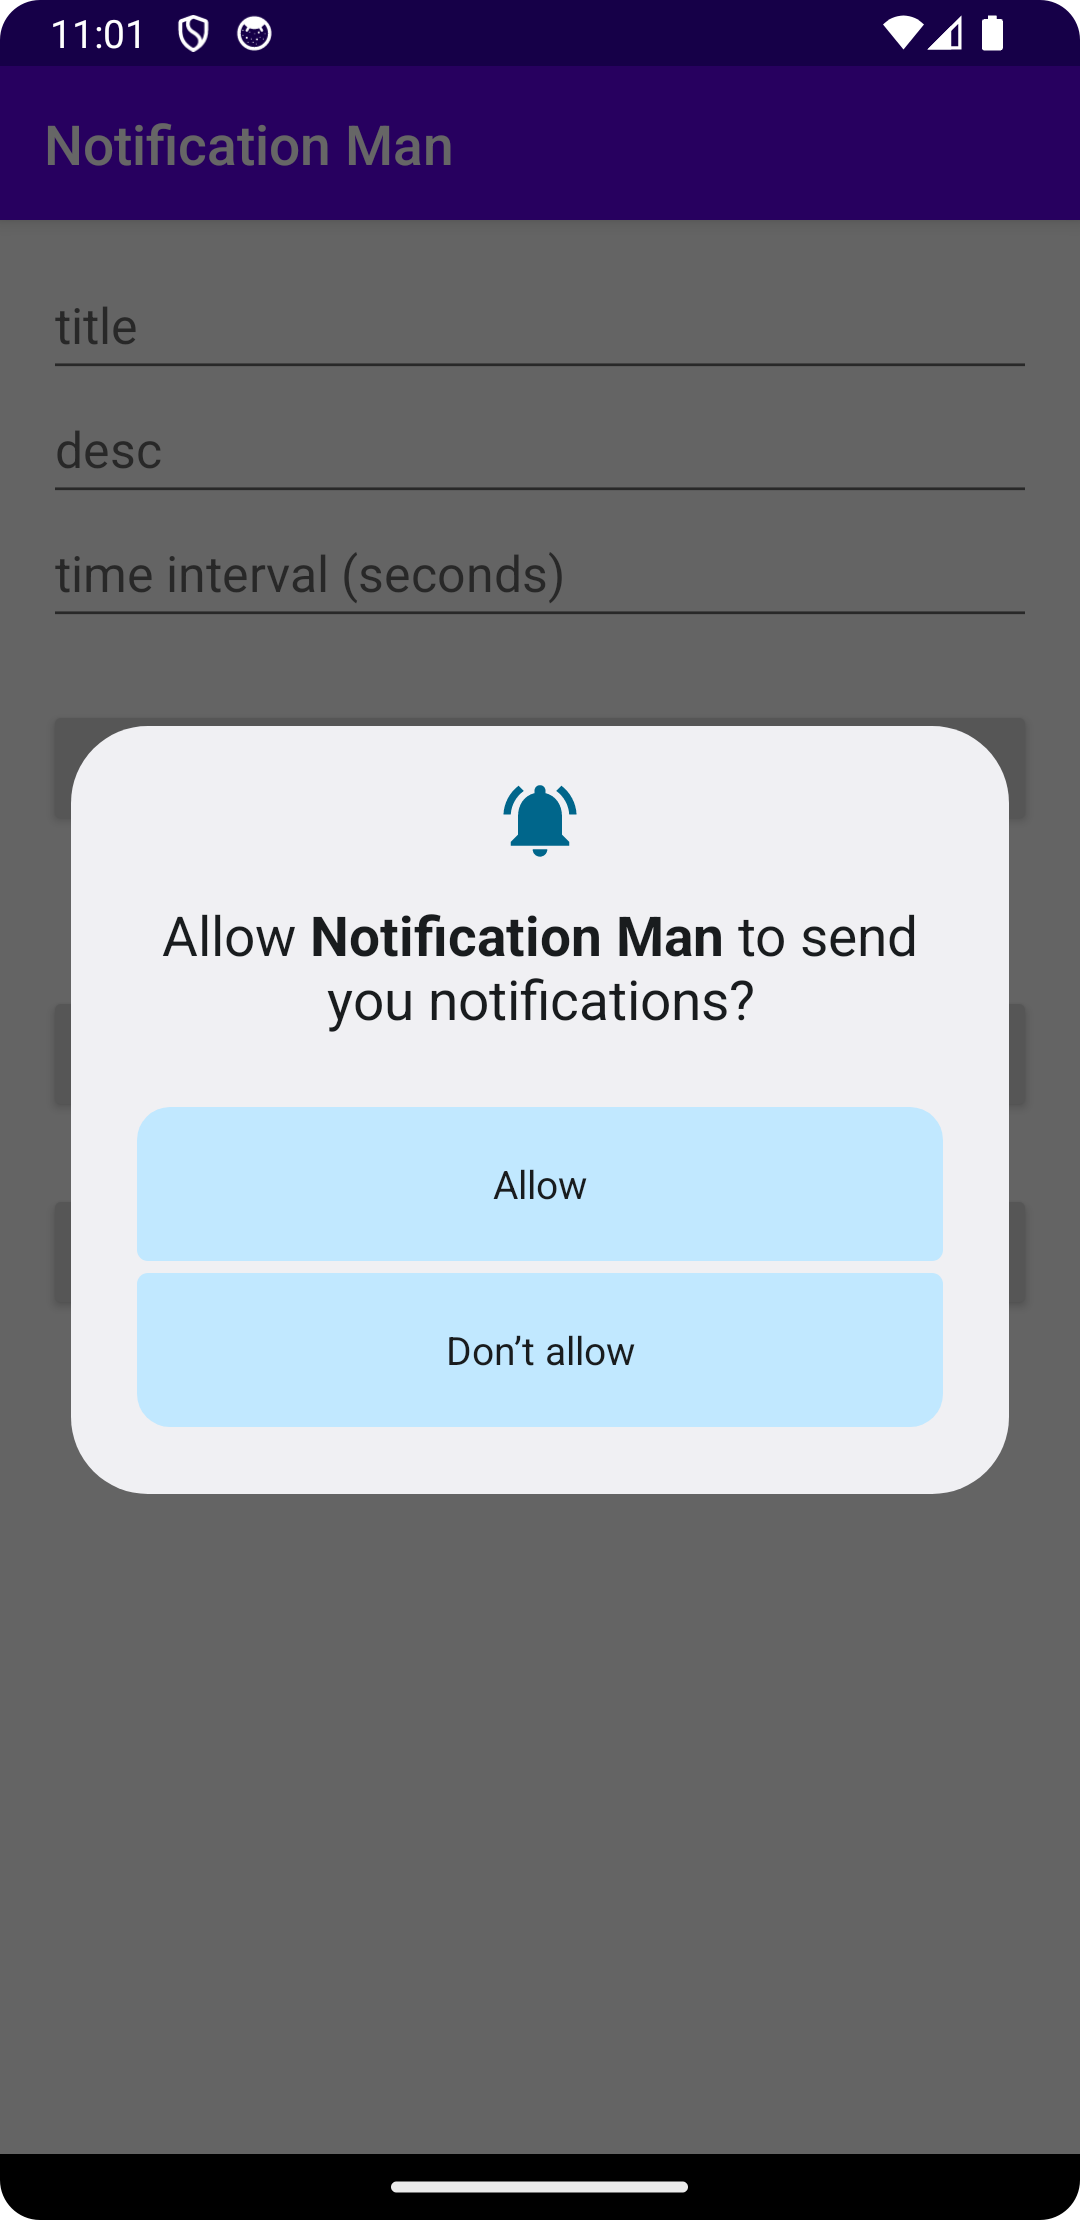 11:01
Notification Man
title
desc
time interval (seconds)
Allow Notification Man to send
you notifications?
Allow
Don’t allow